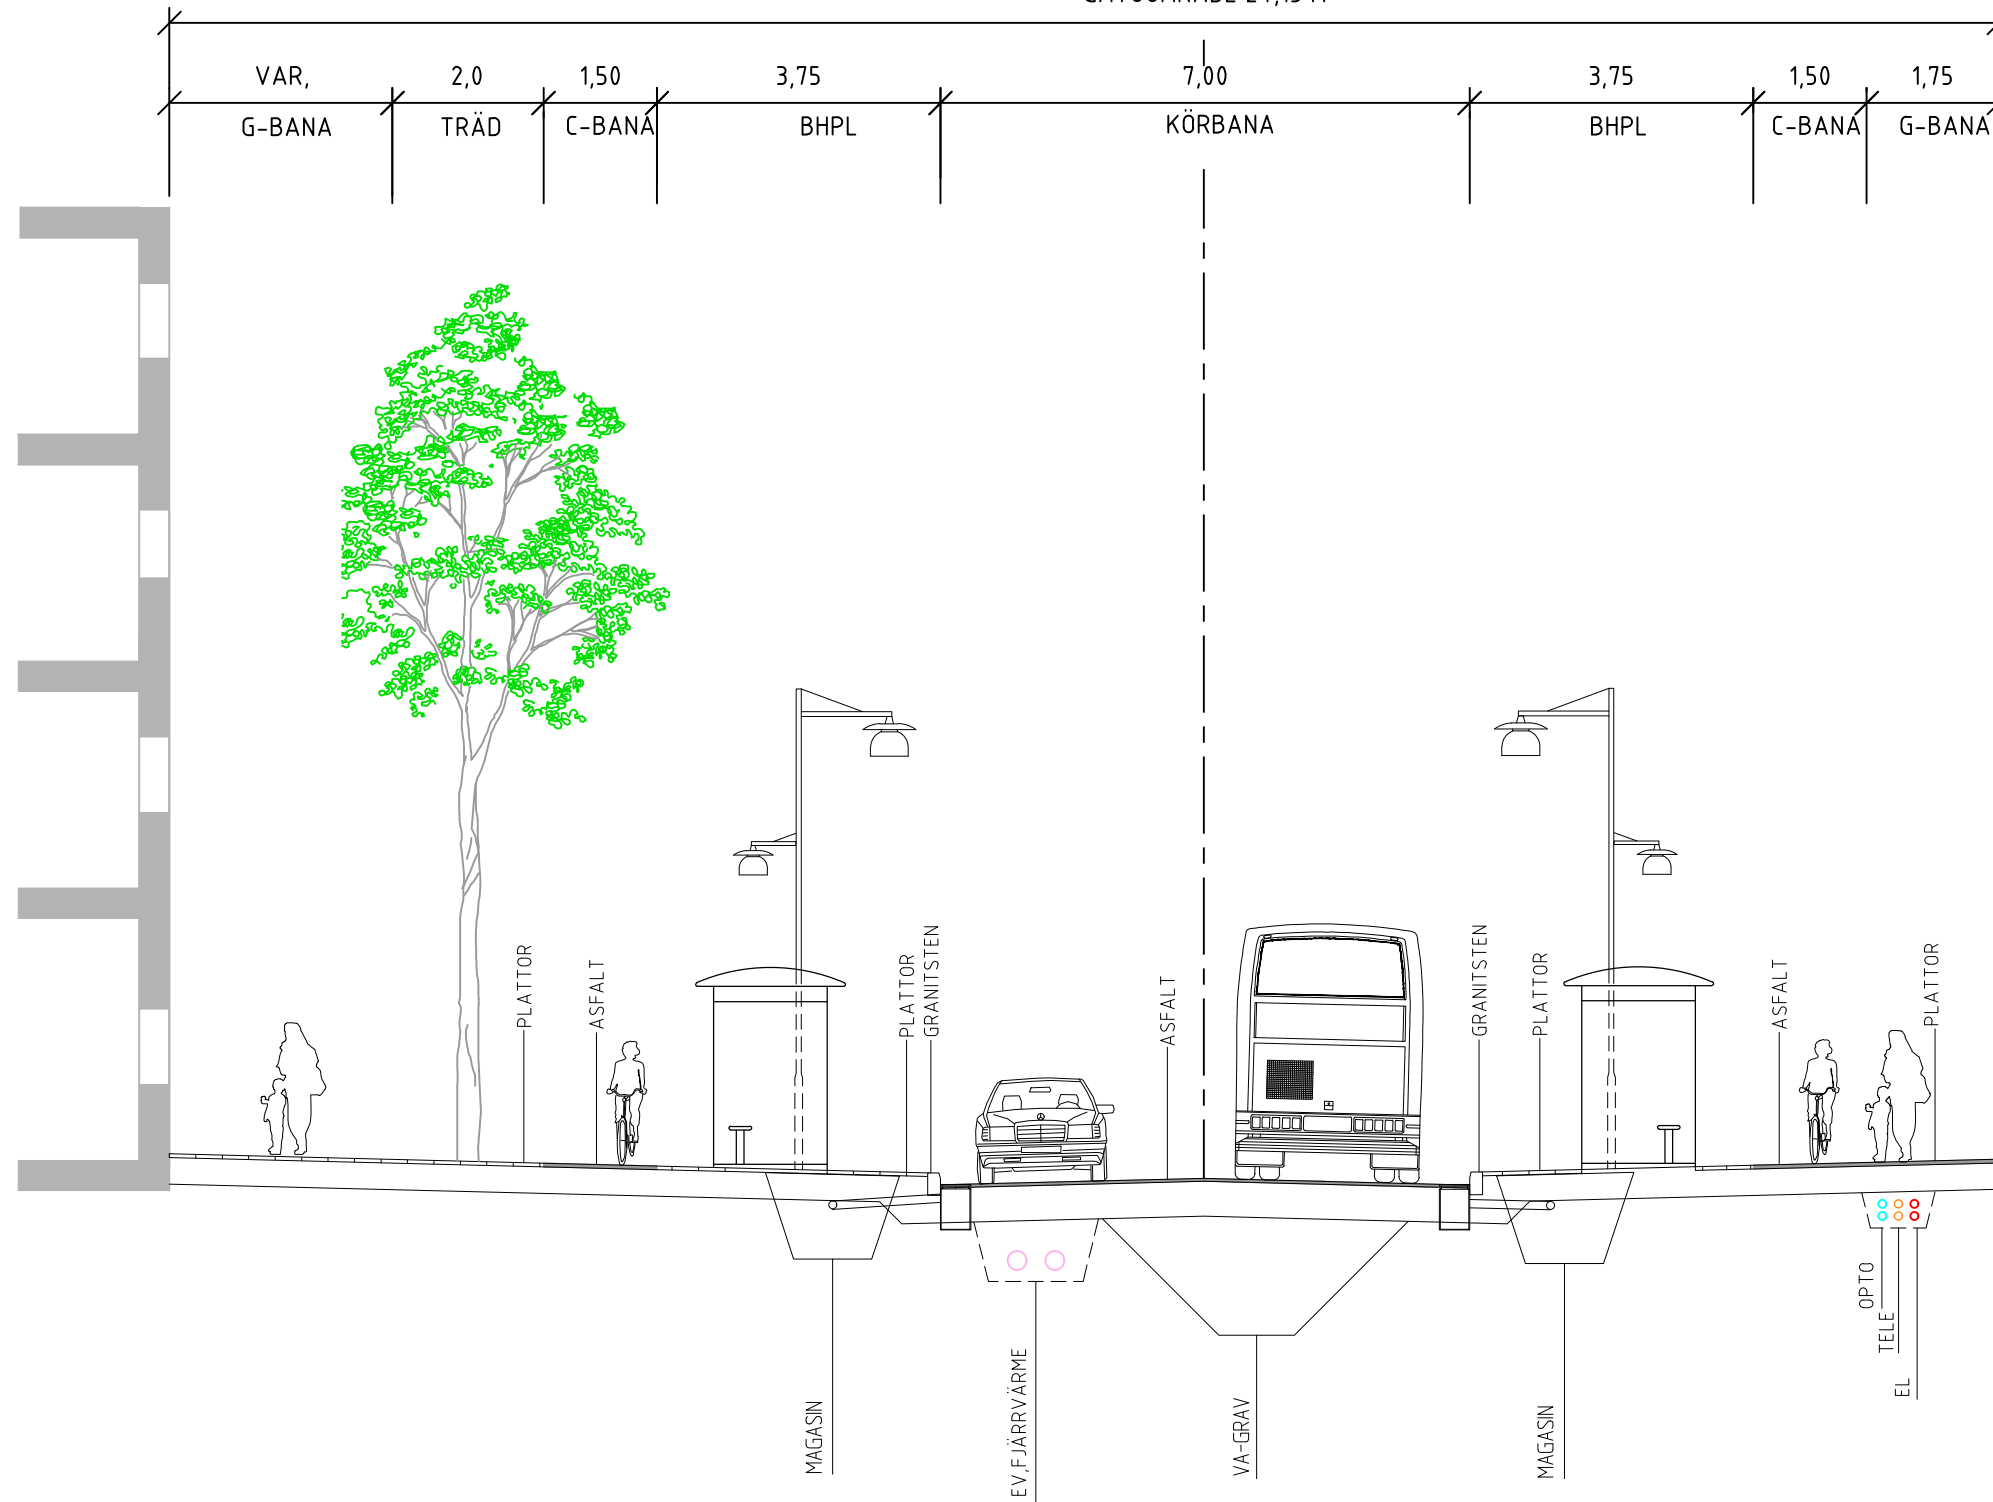 VAR, 2,0 1,50 3,75 7,00 3,75 1,50 1,75
G-BANA TRÄD C-BANA BHPL KÖRBANA BHPL C-BANA G-BANA
PLATTOR
ASFALT
PLATTOR
GRANITSTEN
ASFALT
GRANITSTEN
PLATTOR
ASFALT
PLATTOR
MAGASIN
EV,FJÄRRVÄRME
VA-GRAV
MAGASIN
OPTO
TELE
EL